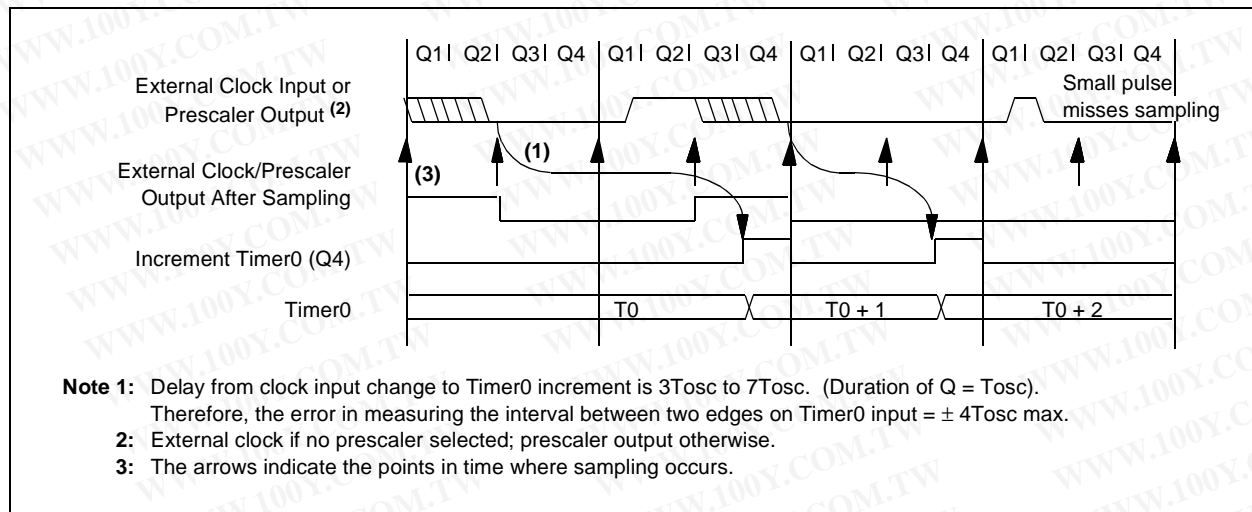 Q1 Q2 Q3 Q4 Q1 Q2 Q3 Q4 Q1 Q2 Q3 Q4 Q1 Q2 Q3 Q4
External Clock Input or
Prescaler Output (2)
Small pulse
misses sampling
(1)
(3)
External Clock/Prescaler
Output After Sampling
Increment Timer0 (Q4)
Timer0
T0 T0 + 1 T0 + 2
Note 1: Delay from clock input change to Timer0 increment is 3Tosc to 7Tosc. (Duration of Q = Tosc).
Therefore, the error in measuring the interval between two edges on Timer0 input = ± 4Tosc max.
2: External clock if no prescaler selected; prescaler output otherwise.
3: The arrows indicate the points in time where sampling occurs.
WWW.100Y.COM.TW